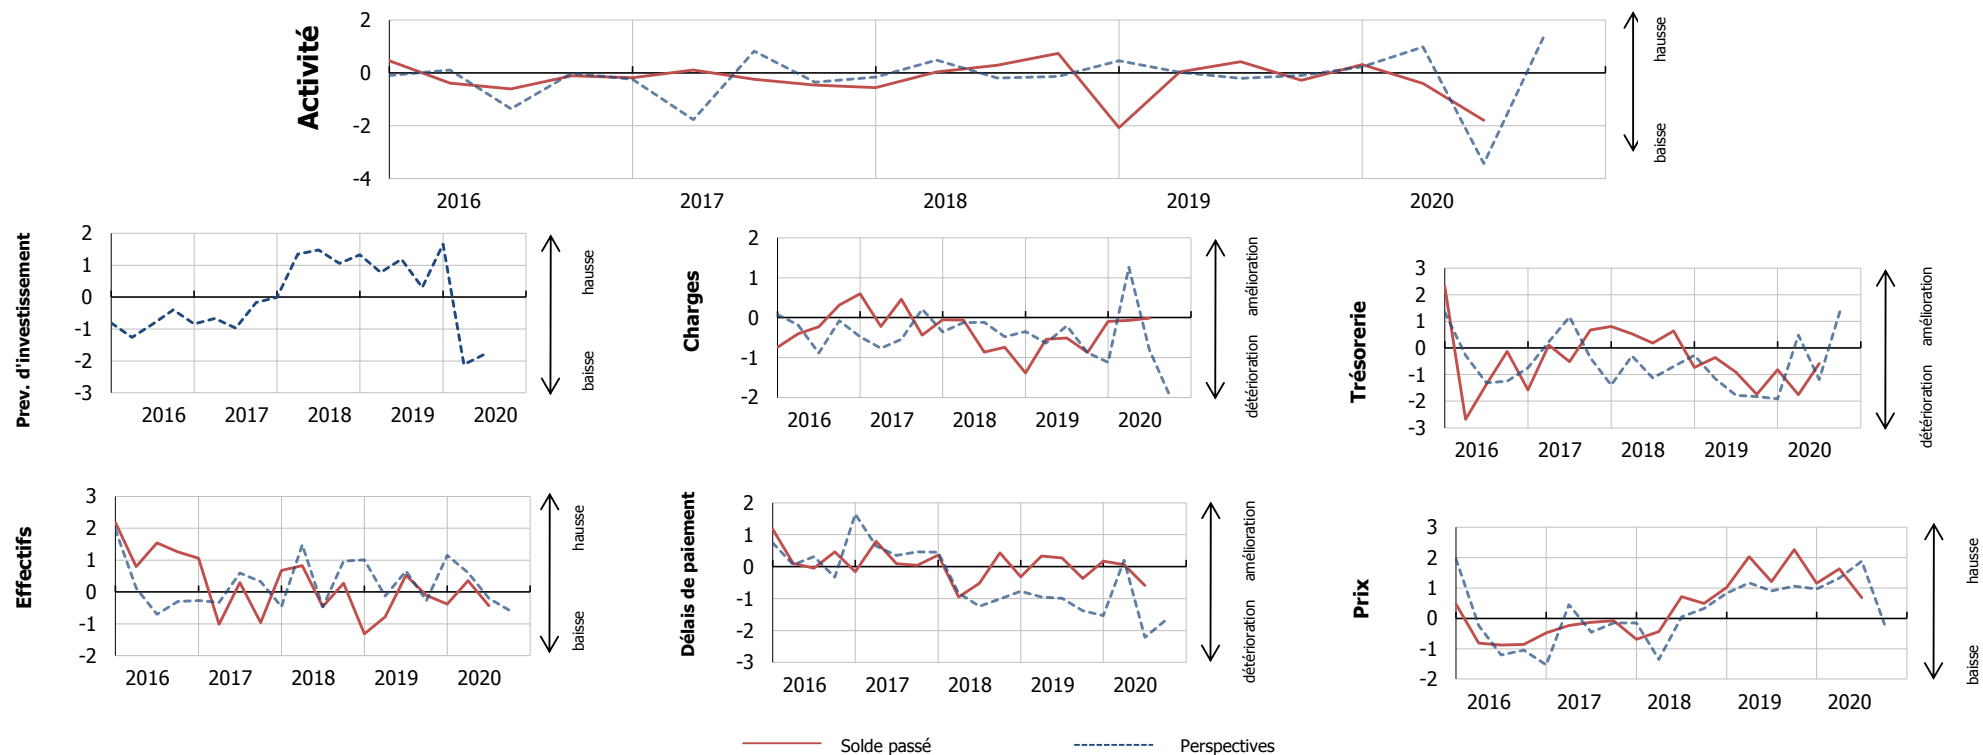 Activité
2
0
-2
-4
2016 2017 2018 2019 2020
hausse
baisse
Prev. d'investissement
2
1
0
-1
-2
-3
2016 2017 2018 2019 2020
hausse
baisse
Charges
2
1
0
-1
-2
2016 2017 2018 2019 2020
amélioration
détérioration
Trésorerie
3
2
1
0
-1
-2
-3
2016 2017 2018 2019 2020
amélioration
détérioration
Effectifs
3
2
1
0
-1
-2
2016 2017 2018 2019 2020
hausse
baisse
Délais de paiement
2
1
0
-1
-2
-3
2016 2017 2018 2019 2020
amélioration
détérioration
Prix
3
2
1
0
-1
-2
2016 2017 2018 2019 2020
hausse
baisse
Solde passé Perspectives